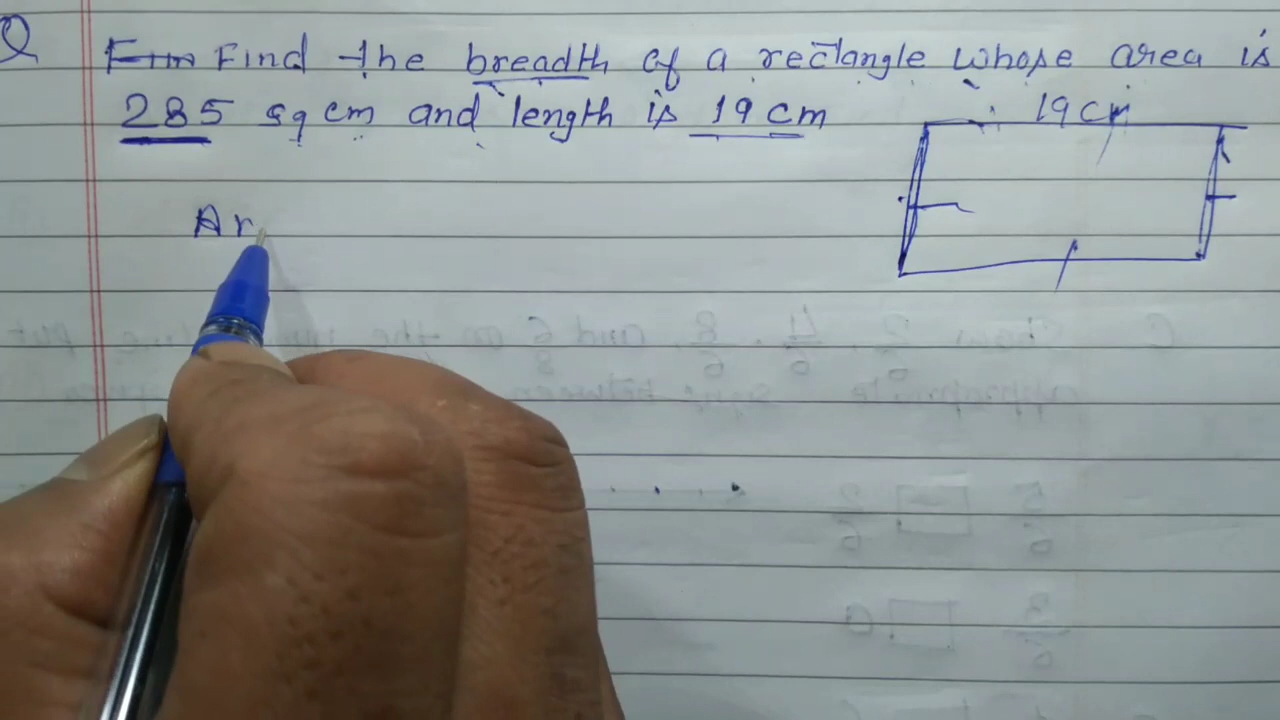 Q Find the breadth of a rectangle whose area is
285 sq cm and length is 19 cm
19 cm
Ar